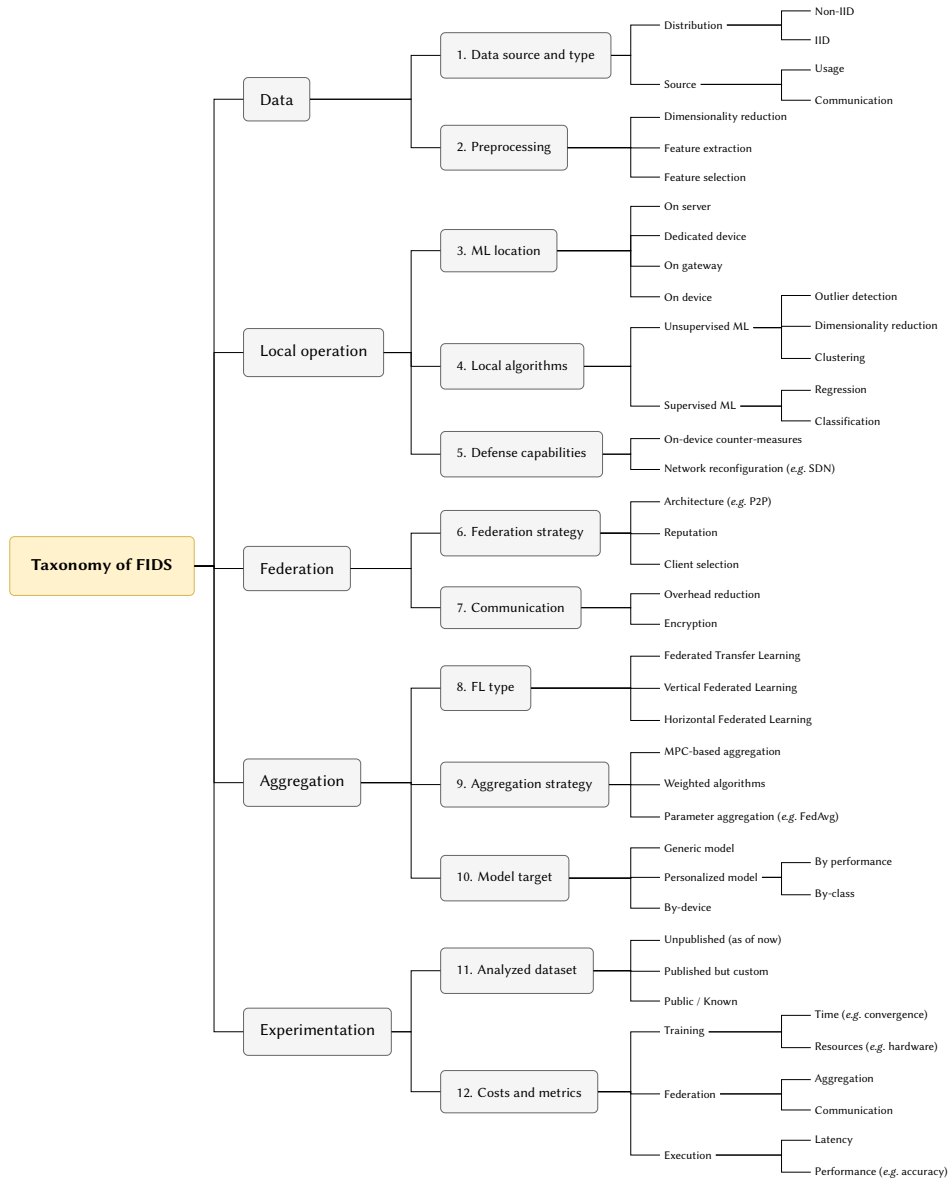 Taxonomy of FIDS
Data
1. Data source and type
Distribution
Non-IID
IID
Source
Usage
Communication
2. Preprocessing
Dimensionality reduction
Feature extraction
Feature selection
Local operation
3. ML location
On server
Dedicated device
On gateway
On device
4. Local algorithms
Unsupervised ML
Outlier detection
Dimensionality reduction
Clustering
Supervised ML
Regression
Classification
5. Defense capabilities
On-device counter-measures
Network reconfiguration (e.g. SDN)
Federation
6. Federation strategy
Architecture (e.g. P2P)
Reputation
Client selection
7. Communication
Overhead reduction
Encryption
Aggregation
8. FL type
Federated Transfer Learning
Vertical Federated Learning
Horizontal Federated Learning
9. Aggregation strategy
MPC-based aggregation
Weighted algorithms
Parameter aggregation (e.g. FedAvg)
10. Model target
Generic model
Personalized model
By performance
By-class
By-device
Experimentation
11. Analyzed dataset
Unpublished (as of now)
Published but custom
Public / Known
12. Costs and metrics
Training
Time (e.g. convergence)
Resources (e.g. hardware)
Federation
Aggregation
Communication
Execution
Latency
Performance (e.g. accuracy)